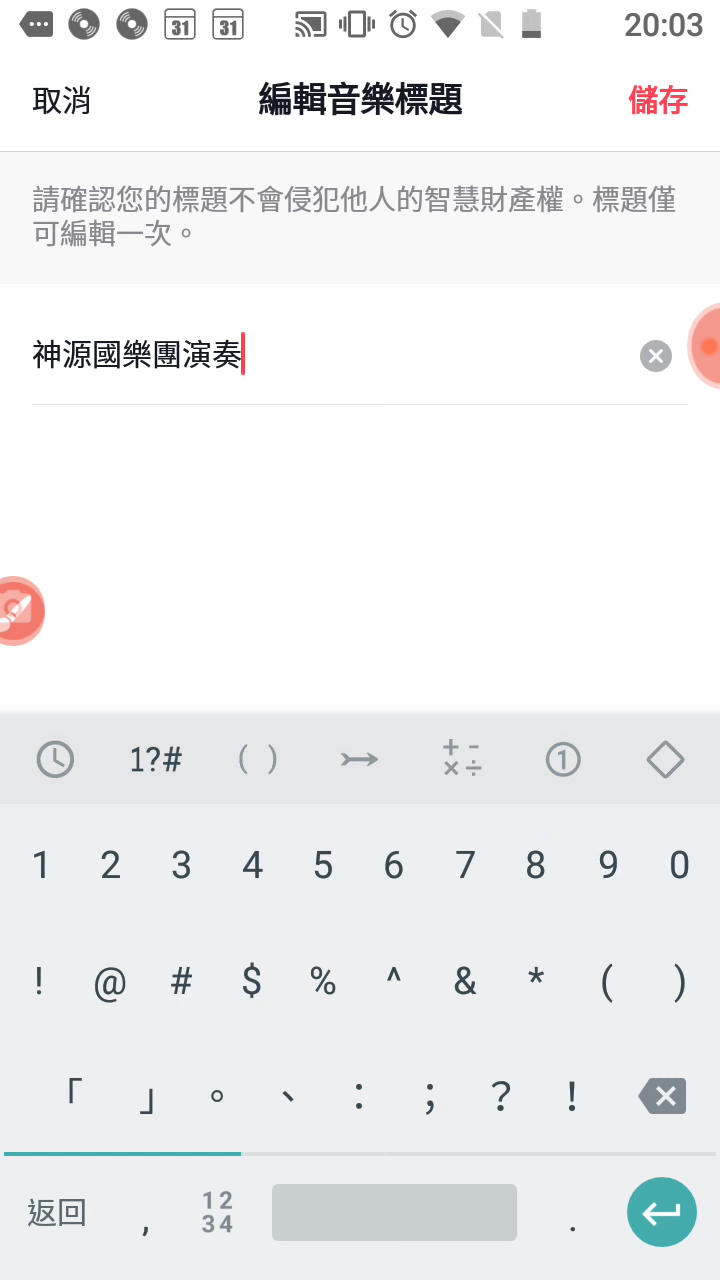 31 31 20:03
取消 編輯音樂標題 儲存
請確認您的標題不會侵犯他人的智慧財產權。標題僅
可編輯一次。
神源國樂團演奏
1?# ( ) + - × ÷ 1
1 2 3 4 5 6 7 8 9 0
! @ # $ % ^ & * ( )
「 」 。 、 : ; ? !
返回 , 12 34 .